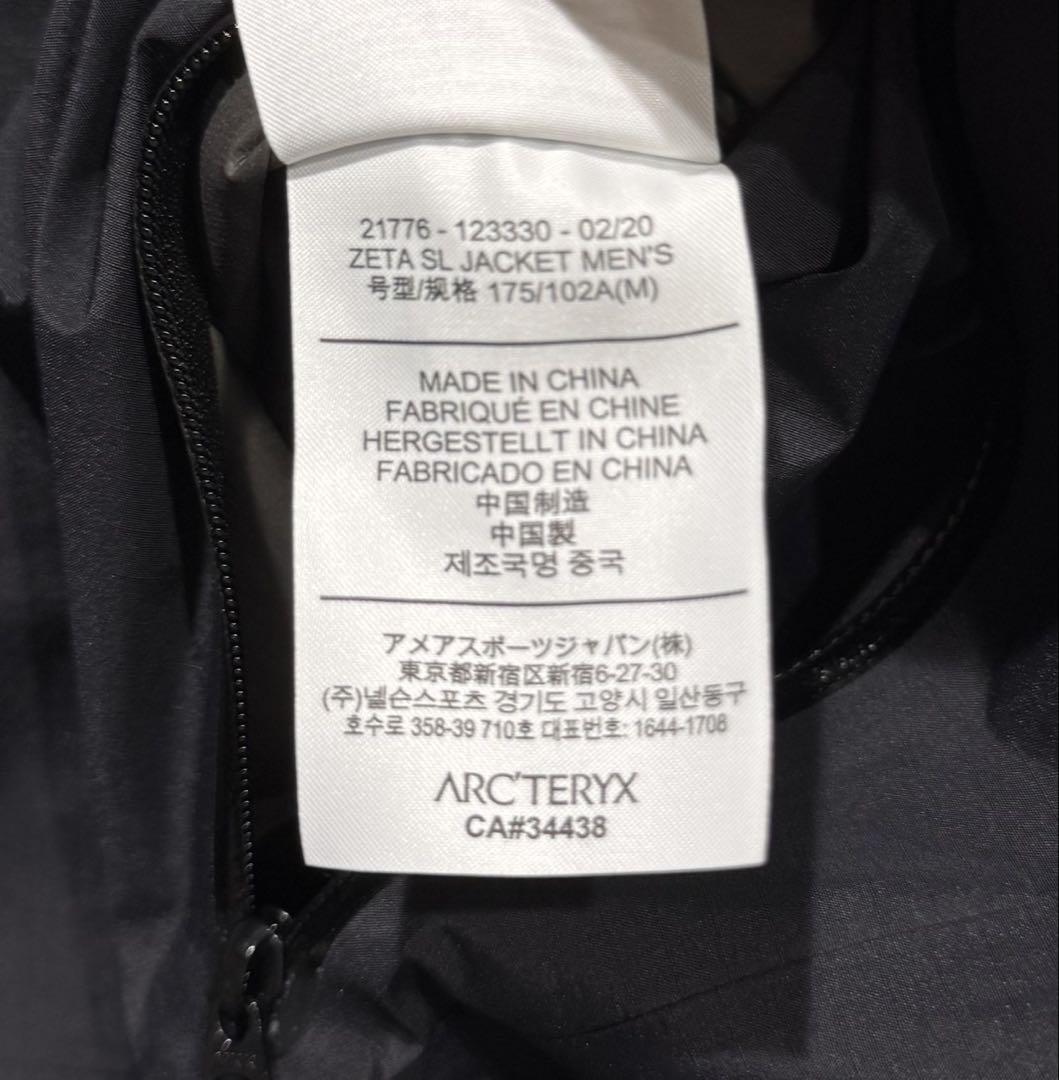 21776 - 123330 - 02/20
ZETA SL JACKET MEN'S
号型/规格 175/102A(M)
MADE IN CHINA
FABRIQUÉ EN CHINE
HERGESTELLT IN CHINA
FABRICADO EN CHINA
中国制造
中国製
제조국명 중국
アメアスポーツジャパン(株)
東京都新宿区新宿6-27-30
(주)넬슨스포츠 경기도 고양시 일산동구
호수로 358-39 710호 대표번호: 1644-1708
ARC'TERYX
CA#34438